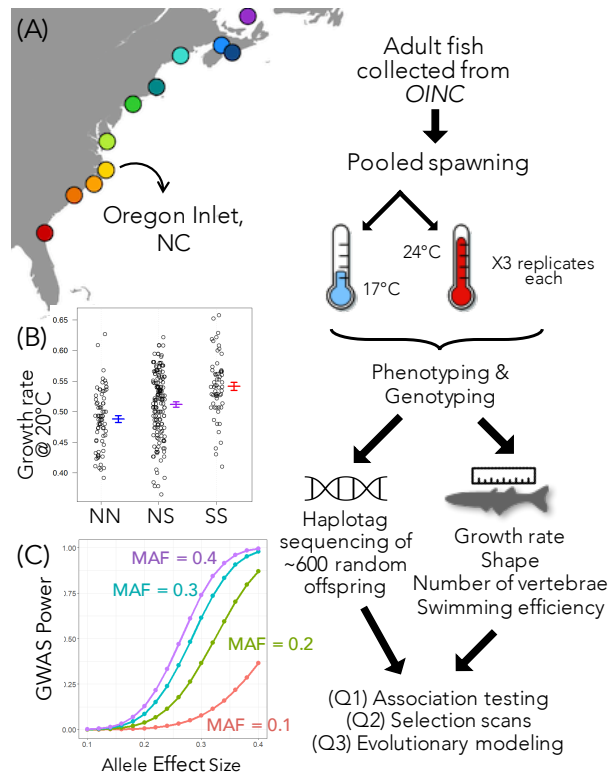 (A)
Oregon Inlet,
NC
Adult fish
collected from
OINC
Pooled spawning
17°C
24°C
X3 replicates
each
Phenotyping &
Genotyping
Haplotag
sequencing of
~600 random
offspring
Growth rate
Shape
Number of vertebrae
Swimming efficiency
(Q1) Association testing
(Q2) Selection scans
(Q3) Evolutionary modeling
(B)
Growth rate
@ 20°C
0.65
0.60
0.55
0.50
0.45
0.40
NN
NS
SS
(C)
GWAS Power
1.00
0.75
0.50
0.25
0.00
MAF = 0.4
MAF = 0.3
MAF = 0.2
MAF = 0.1
0.1
0.2
0.3
0.4
Allele Effect Size